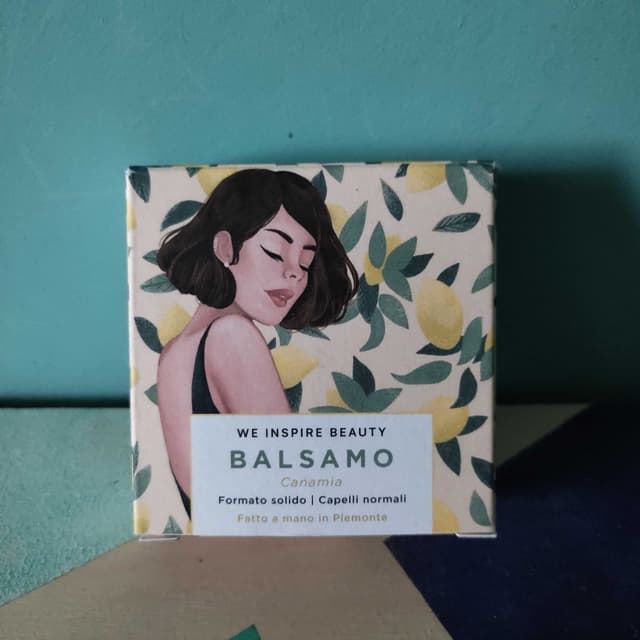 WE INSPIRE BEAUTY
BALSAMO
Canamia
Formato solido | Capelli normali
Fatto a mano in Piemonte